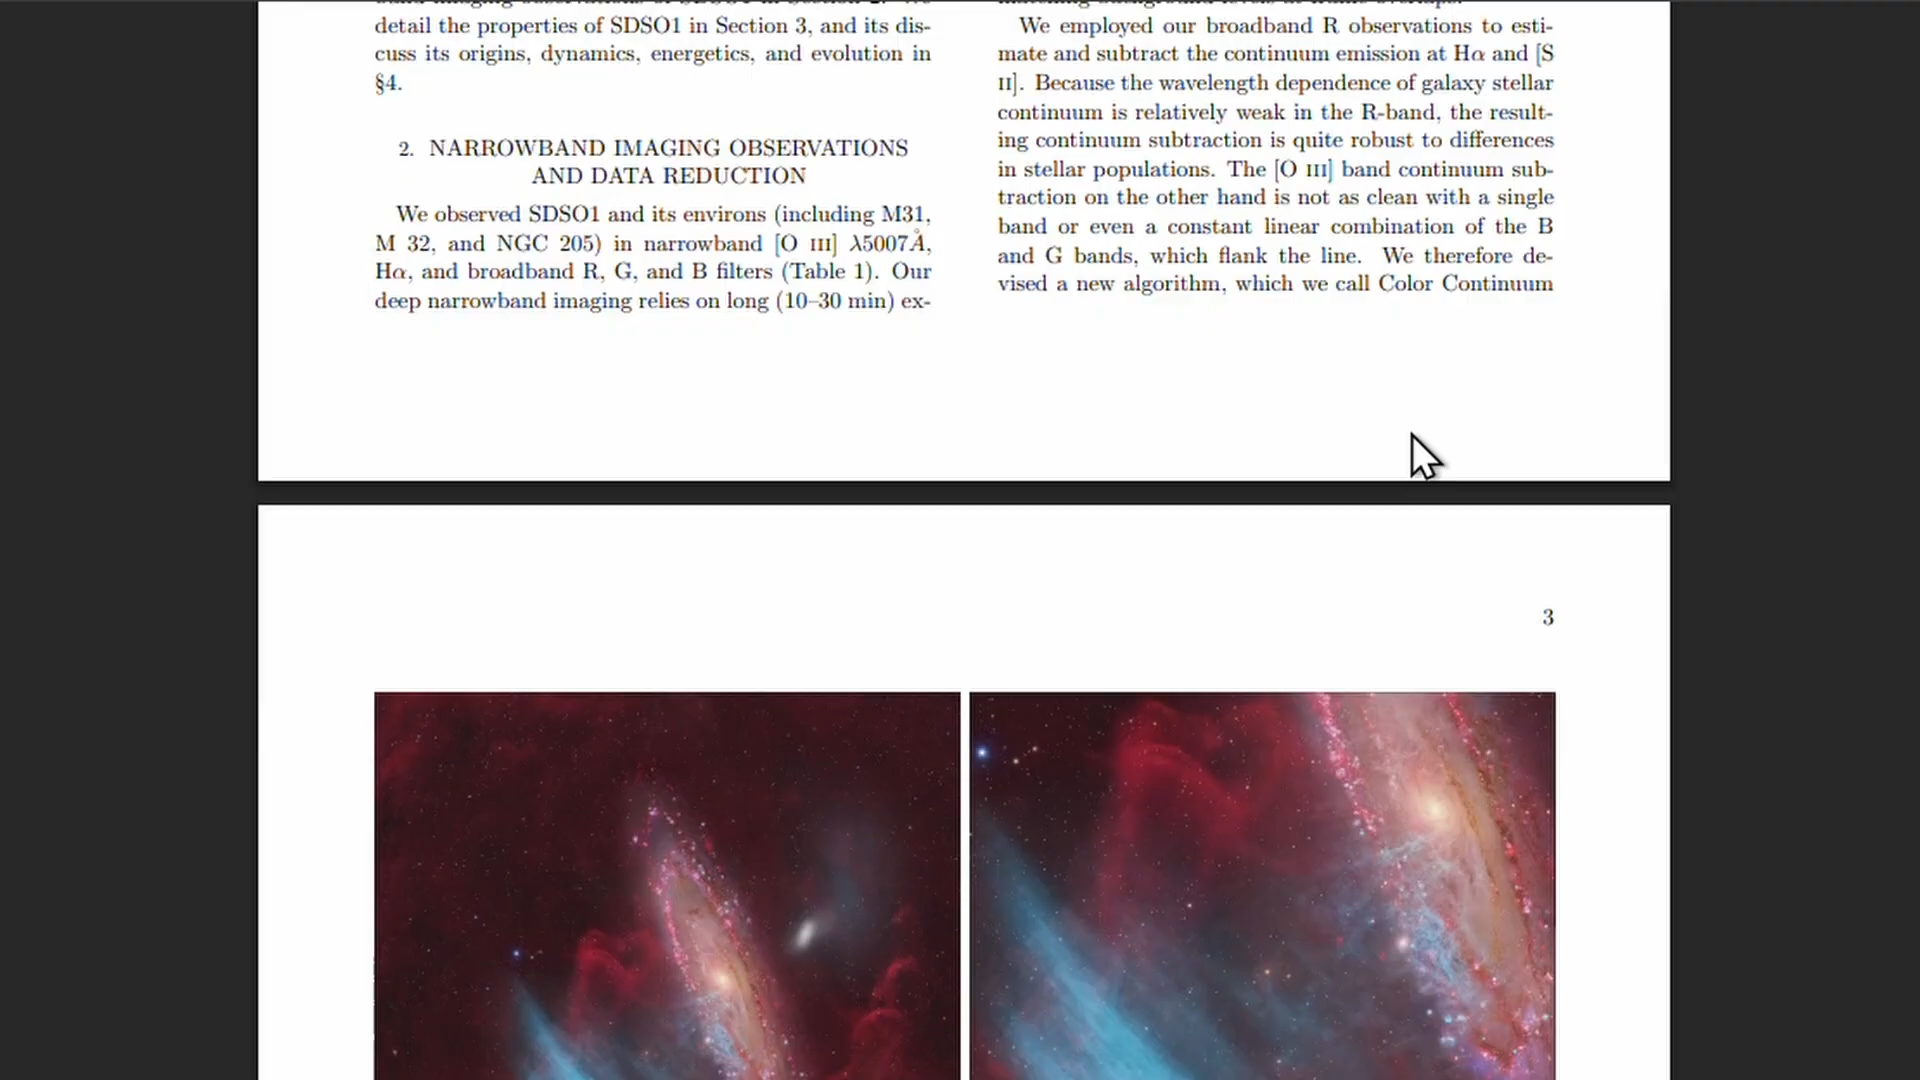 detail the properties of SDSO1 in Section 3, and its dis-
cuss its origins, dynamics, energetics, and evolution in
§4.
2. NARROWBAND IMAGING OBSERVATIONS
AND DATA REDUCTION
We observed SDSO1 and its environs (including M31,
M 32, and NGC 205) in narrowband [O III] λ5007Å,
Hα, and broadband R, G, and B filters (Table 1). Our
deep narrowband imaging relies on long (10–30 min) ex-
We employed our broadband R observations to esti-
mate and subtract the continuum emission at Hα and [S
II]. Because the wavelength dependence of galaxy stellar
continuum is relatively weak in the R-band, the result-
ing continuum subtraction is quite robust to differences
in stellar populations. The [O III] band continuum sub-
traction on the other hand is not as clean with a single
band or even a constant linear combination of the B
and G bands, which flank the line. We therefore de-
vised a new algorithm, which we call Color Continuum
3